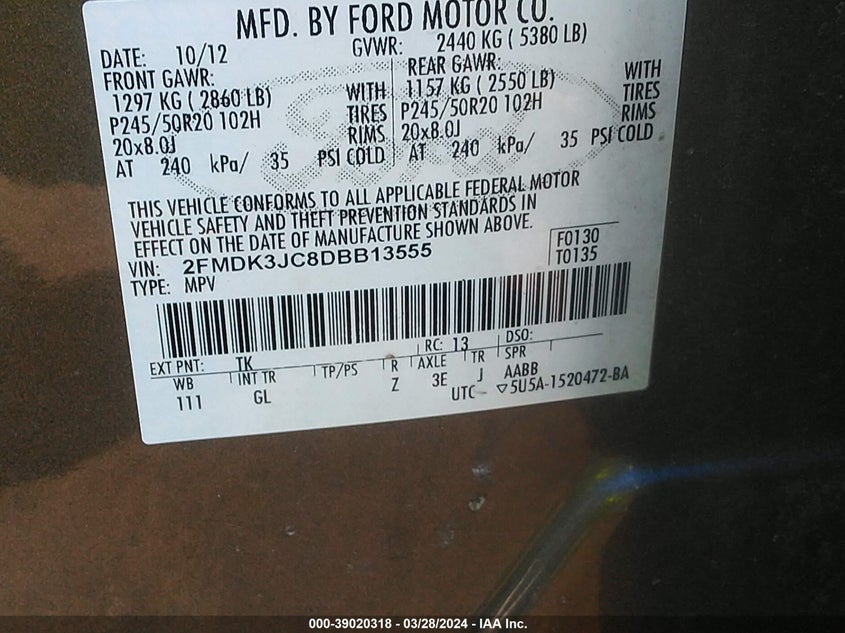 MFD. BY FORD MOTOR CO.
DATE: 10/12 GVWR: 2440 KG ( 5380 LB)
FRONT GAWR: REAR GAWR:
1297 KG ( 2860 LB) WITH 1157 KG ( 2550 LB) WITH
P245/50R20 102H TIRES P245/50R20 102H TIRES
20x8.0J RIMS 20x8.0J RIMS
AT 240 kPa/ 35 PSI COLD AT 240 kPa/ 35 PSI COLD
THIS VEHICLE CONFORMS TO ALL APPLICABLE FEDERAL MOTOR
VEHICLE SAFETY AND THEFT PREVENTION STANDARDS IN
EFFECT ON THE DATE OF MANUFACTURE SHOWN ABOVE.
VIN: 2FMDK3JC8DBB13555 F0130
TYPE: MPV T0135
EXT PNT: TK RC: 13 DSO:
WB INT TR TP/PS R AXLE TR SPR
111 GL Z 3E J AABB
UTC ▽5U5A-1520472-BA
000-39020318 - 03/28/2024 - IAA Inc.